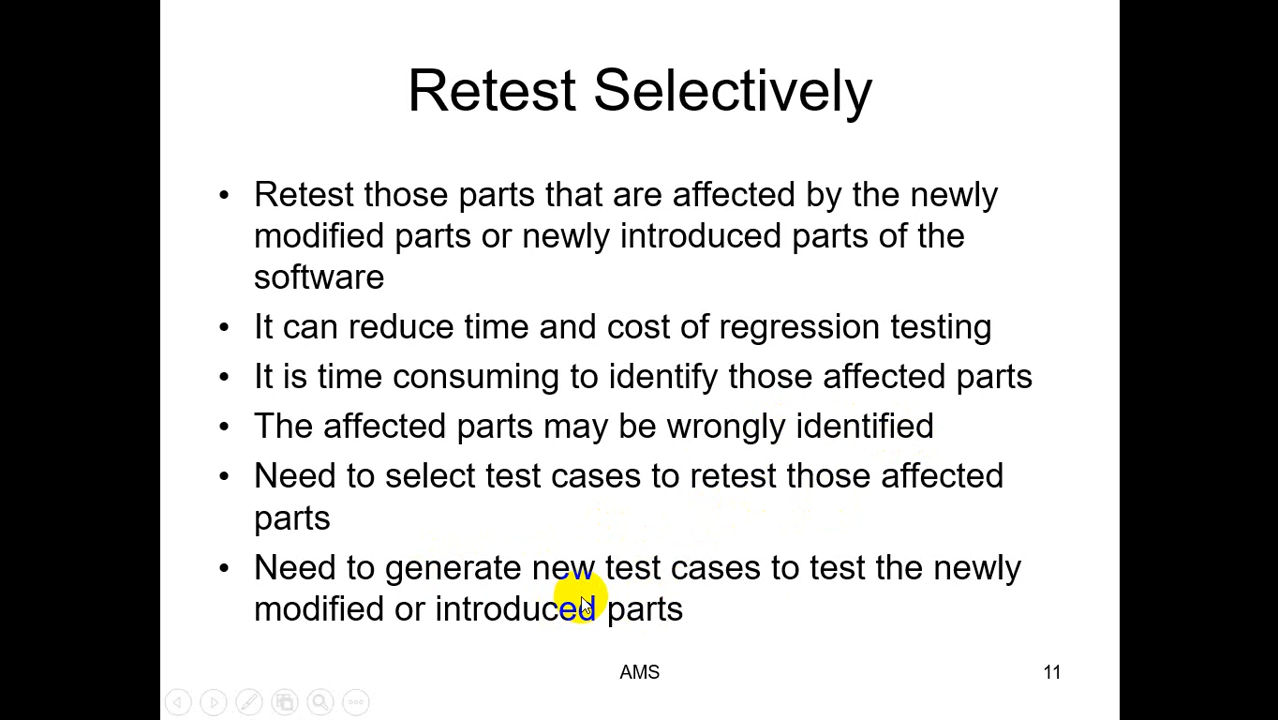 Retest Selectively
• Retest those parts that are affected by the newly
modified parts or newly introduced parts of the
software
• It can reduce time and cost of regression testing
• It is time consuming to identify those affected parts
• The affected parts may be wrongly identified
• Need to select test cases to retest those affected
parts
• Need to generate new test cases to test the newly
modified or introduced parts
AMS
11